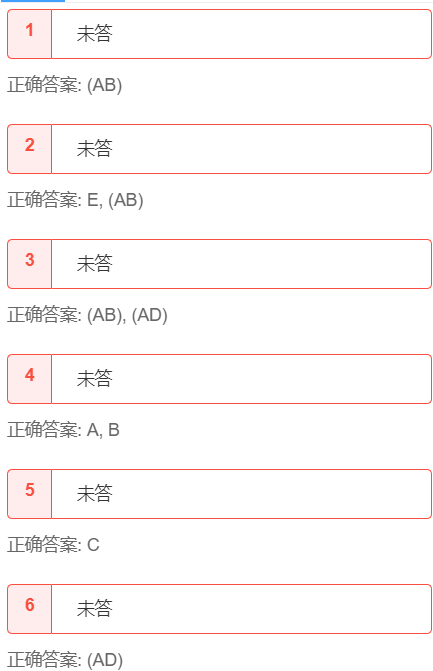 1 未答
正确答案: (AB)
2 未答
正确答案: E, (AB)
3 未答
正确答案: (AB), (AD)
4 未答
正确答案: A, B
5 未答
正确答案: C
6 未答
正确答案: (AD)